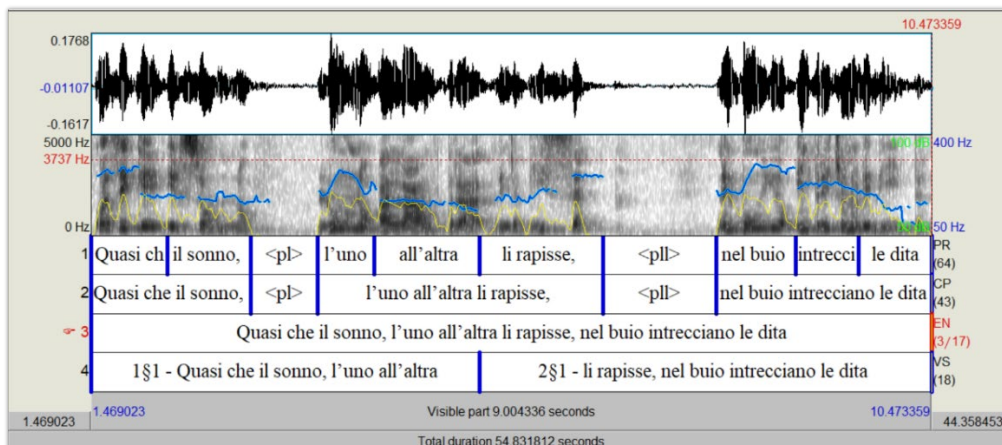 10.473359
0.1768
-0.01107
-0.1617
5000 Hz 100 dB 400 Hz
3737 Hz
0 Hz 50 Hz
1 Quasi ch il sonno, <pl> l’uno all’altra li rapisse, <pll> nel buio intrecci le dita PR (64)
2 Quasi che il sonno, <pl> l’uno all’altra li rapisse, <pll> nel buio intrecciano le dita CP (43)
☞ 3 Quasi che il sonno, l’uno all’altra li rapisse, nel buio intrecciano le dita EN (3/17)
4 1§1 - Quasi che il sonno, l’uno all’altra 2§1 - li rapisse, nel buio intrecciano le dita VS (18)
1.469023 Visible part 9.004336 seconds 10.473359
1.469023 44.358453
Total duration 54.831812 seconds